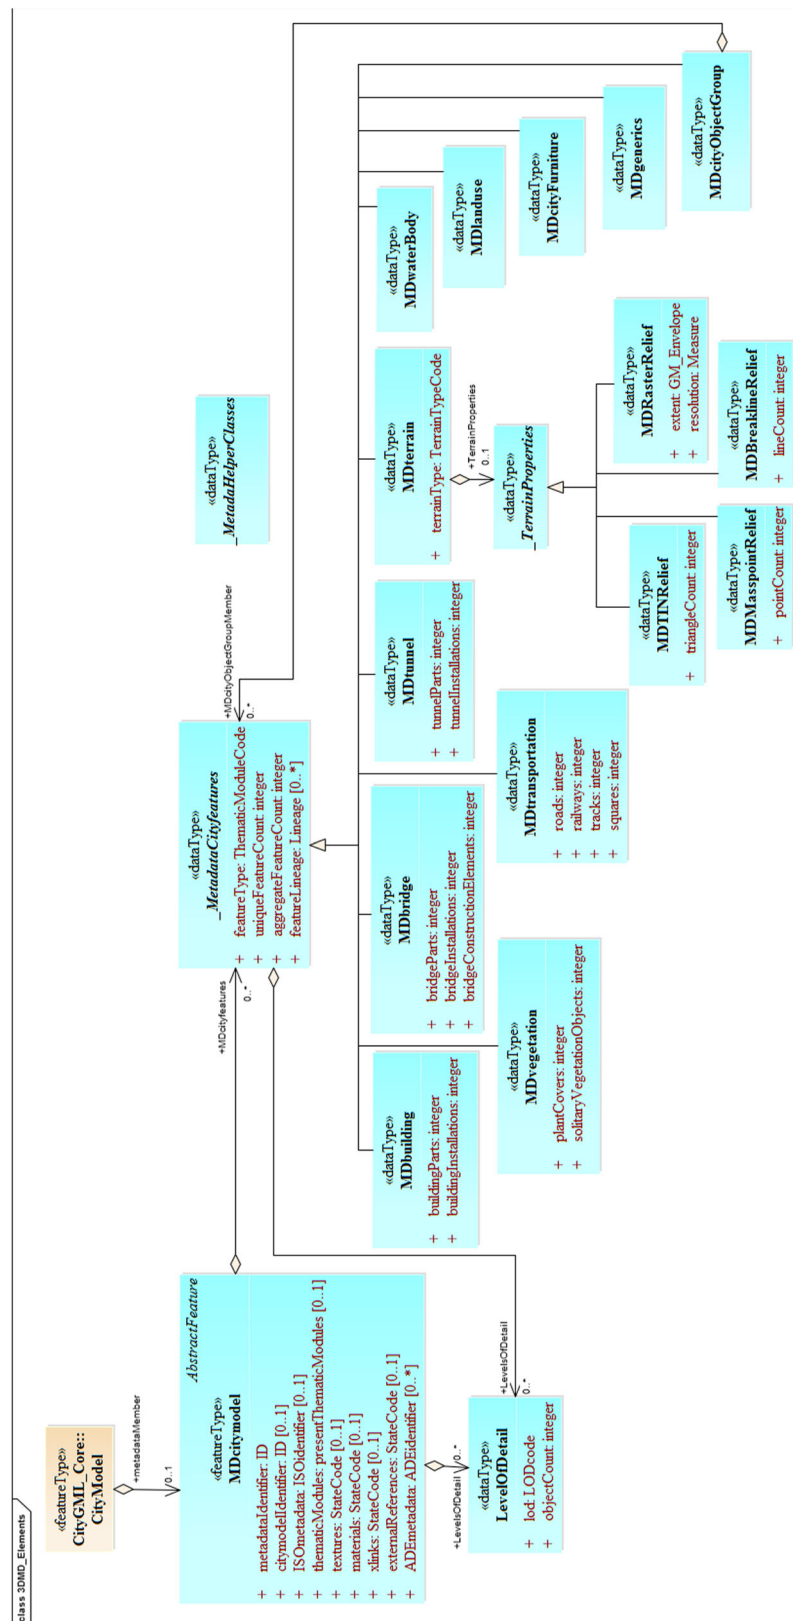 class 3DMD_Elements
«featureType»
CityGML_Core::
CityModel
+metadataMember
0..1
AbstractFeature
«featureType»
MDcitymodel
+ metadataIdentifier: ID
+ citymodelIdentifier: ID [0..1]
+ ISOmetadata: ISOidentifier [0..1]
+ thematicModules: presentThematicModules [0..1]
+ textures: StateCode [0..1]
+ materials: StateCode [0..1]
+ xlinks: StateCode [0..1]
+ externalReferences: StateCode [0..1]
+ ADEmetadata: ADEidentifier [0..*]
+LevelsOfDetail
0..*
+LevelsOfDetail
0..*
«dataType»
LevelOfDetail
+ lod: LODcode
+ objectCount: integer
+MDcityfeatures
0..*
«dataType»
_MetadataCityfeatures
+ featureType: ThematicModuleCode
+ uniqueFeatureCount: integer
+ aggregateFeatureCount: integer
+ featureLineage: Lineage [0..*]
+MDcityObjectGroupMember
0..*
«dataType»
_MetadaHelperClasses
«dataType»
MDbuilding
+ buildingParts: integer
+ buildingInstallations: integer
«dataType»
MDbridge
+ bridgeParts: integer
+ bridgeInstallations: integer
+ bridgeConstructionElements: integer
«dataType»
MDtunnel
+ tunnelParts: integer
+ tunnelInstallations: integer
«dataType»
MDterrain
+ terrainType: TerrainTypeCode
«dataType»
MDwaterBody
«dataType»
MDlanduse
«dataType»
MDcityFurniture
«dataType»
MDgenerics
«dataType»
MDcityObjectGroup
«dataType»
MDvegetation
+ plantCovers: integer
+ solitaryVegetationObjects: integer
«dataType»
MDtransportation
+ roads: integer
+ railways: integer
+ tracks: integer
+ squares: integer
+TerrainProperties
0..1
«dataType»
_TerrainProperties
«dataType»
MDTINRelief
+ triangleCount: integer
«dataType»
MDRasterRelief
+ extent: GM_Envelope
+ resolution: Measure
«dataType»
MDMasspointRelief
+ pointCount: integer
«dataType»
MDBreaklineRelief
+ lineCount: integer